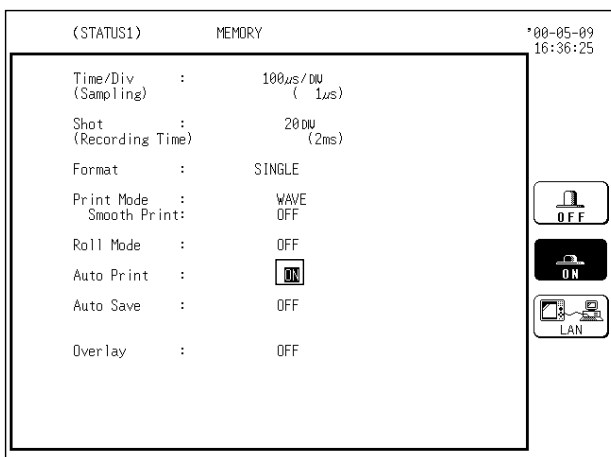 (STATUS1) MEMORY '00-05-09
16:36:25
Time/Div : 100µs/DIV
(Sampling) ( 1µs)
Shot : 20DIV
(Recording Time) (2ms)
Format : SINGLE
Print Mode : WAVE
Smooth Print: OFF
Roll Mode : OFF
Auto Print : ON
Auto Save : OFF
Overlay : OFF
OFF
ON
LAN